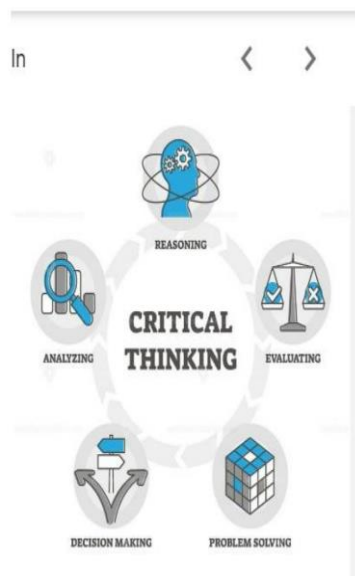 In
REASONING
ANALYZING
CRITICAL
THINKING
EVALUATING
DECISION MAKING
PROBLEM SOLVING